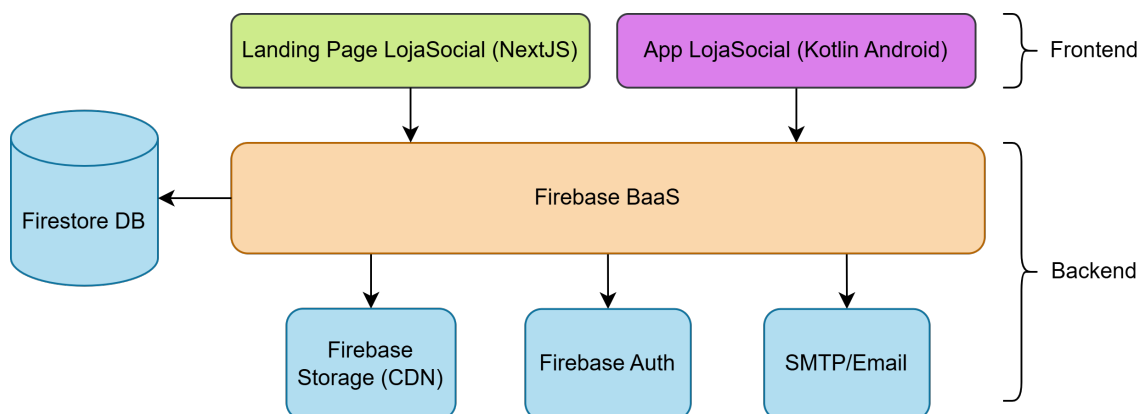 Landing Page LojaSocial (NextJS)
App LojaSocial (Kotlin Android)
Frontend
Firestore DB
Firebase BaaS
Backend
Firebase
Storage (CDN)
Firebase Auth
SMTP/Email